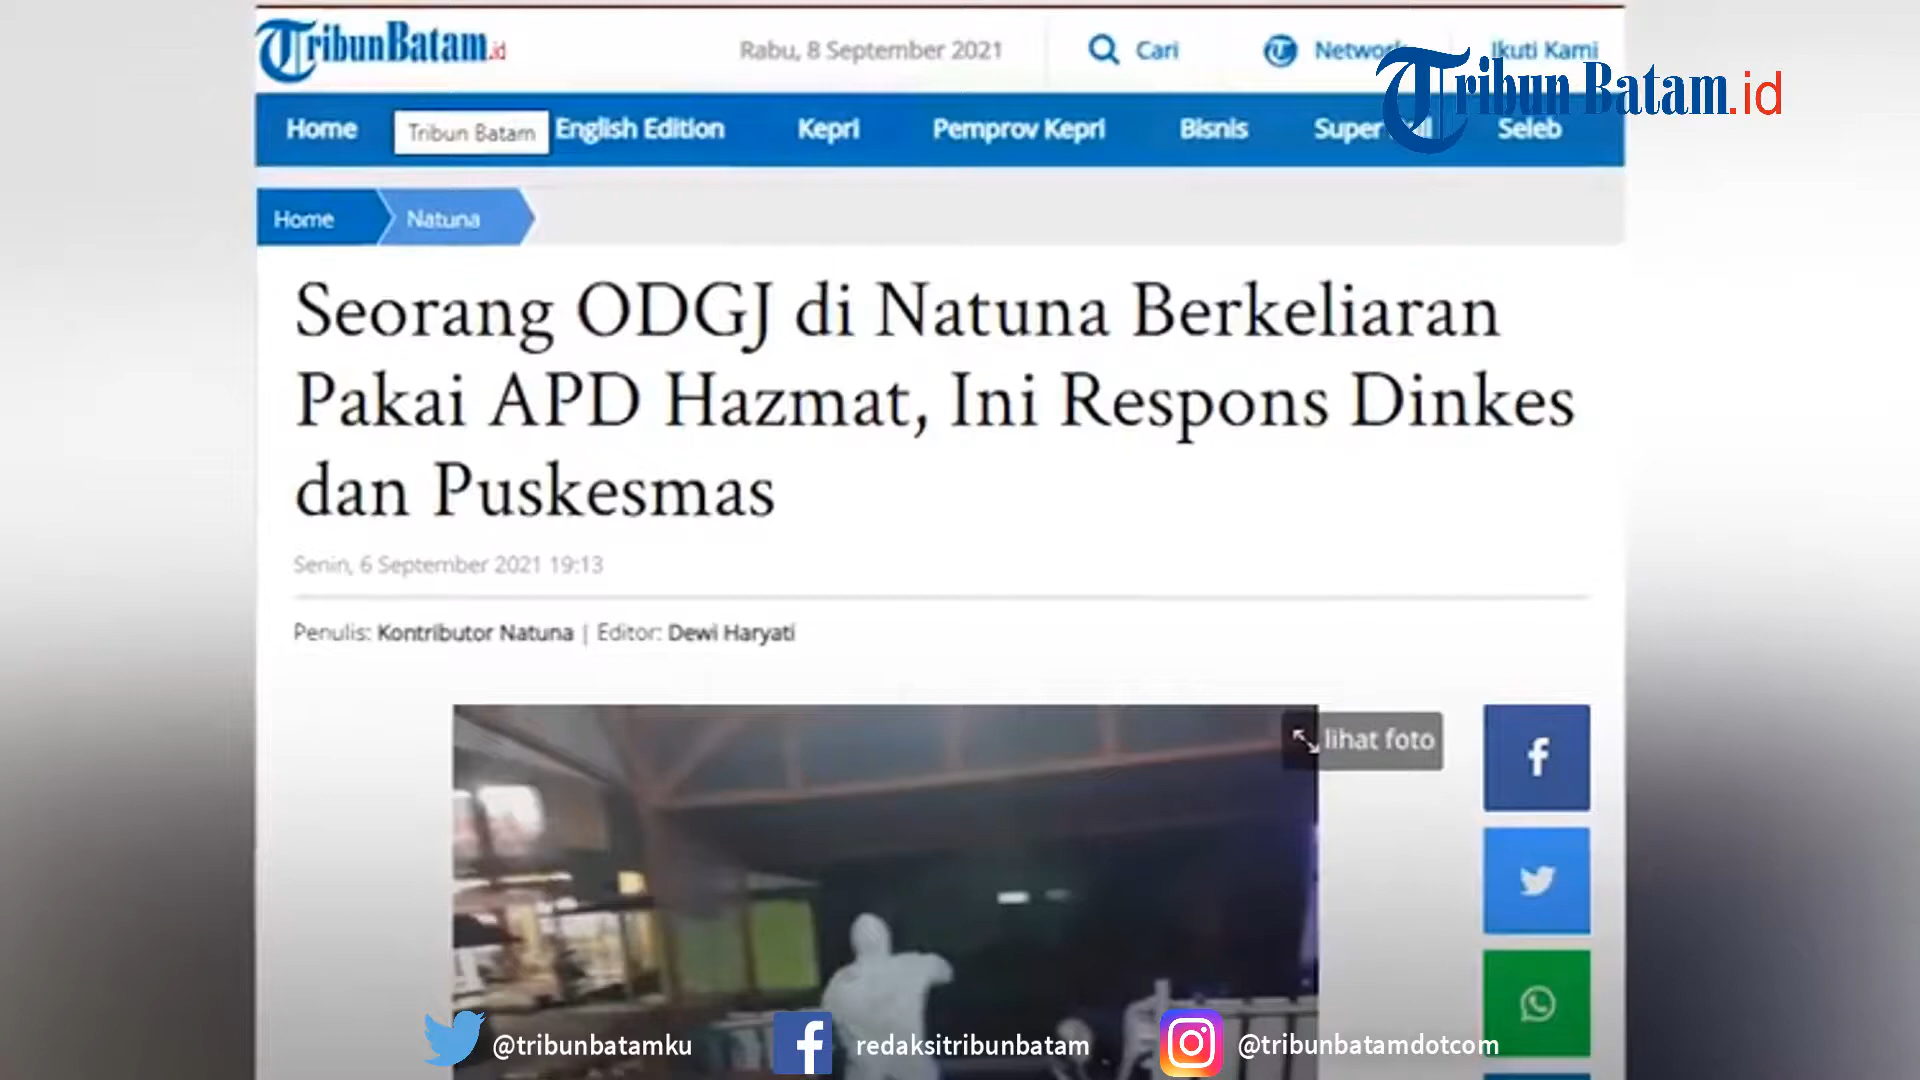 TribunBatam.id
Rabu, 8 September 2021
Cari
Network
Ikuti Kami
Tribun Batam.id
Home
Tribun Batam
English Edition
Kepri
Pemprov Kepri
Bisnis
Super
Seleb
Home
Natuna
Seorang ODGJ di Natuna Berkeliaran
Pakai APD Hazmat, Ini Respons Dinkes
dan Puskesmas
Senin, 6 September 2021 19:13
Penulis: Kontributor Natuna | Editor: Dewi Haryati
lihat foto
@tribunbatamku
redaksitribunbatam
@tribunbatamdotcom